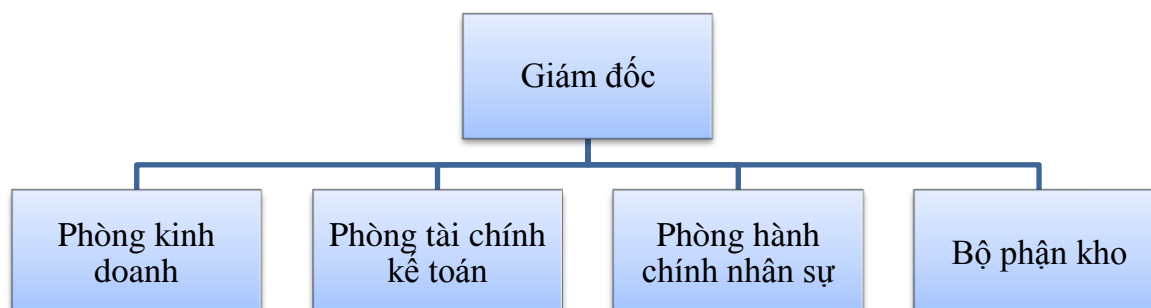 Giám đốc
Phòng kinh
doanh
Phòng tài chính
kế toán
Phòng hành
chính nhân sự
Bộ phận kho